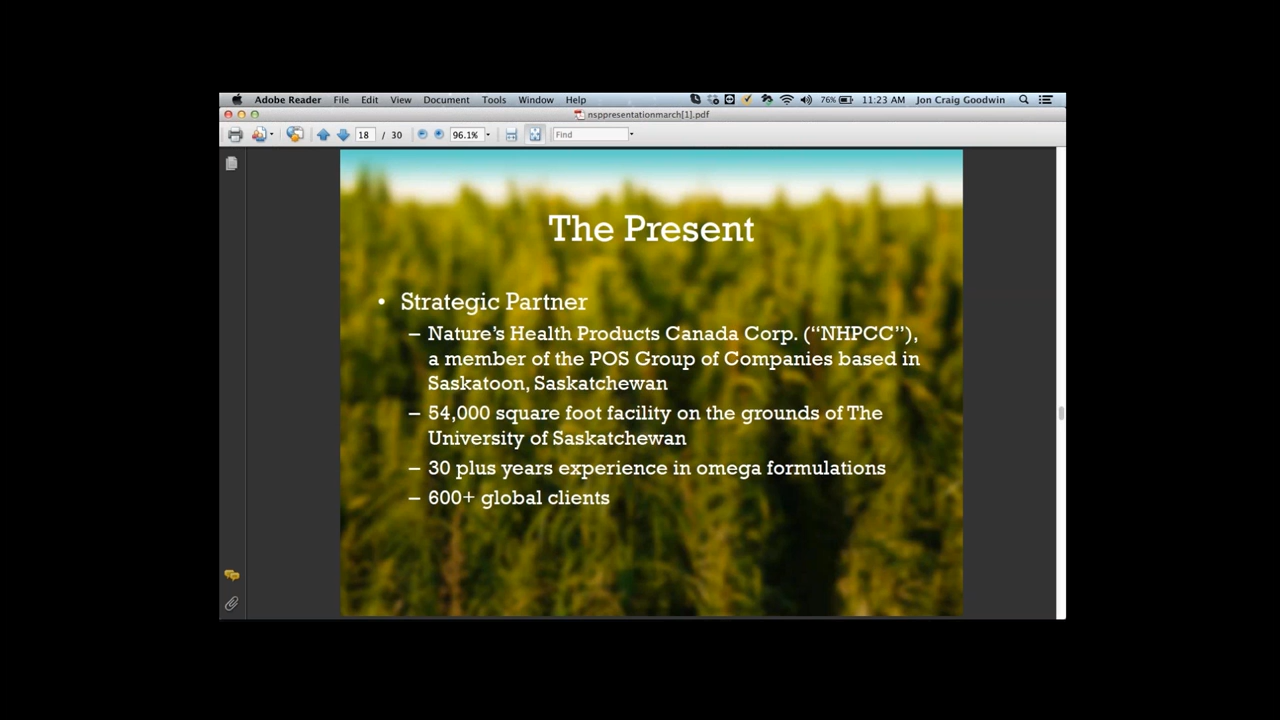 Adobe Reader File Edit View Document Tools Window Help 76% 11:23 AM Jon Craig Goodwin
nsppresentationmarch[1].pdf
18 / 30 96.1% Find
The Present
• Strategic Partner
– Nature's Health Products Canada Corp. (“NHPCC”),
a member of the POS Group of Companies based in
Saskatoon, Saskatchewan
– 54,000 square foot facility on the grounds of The
University of Saskatchewan
– 30 plus years experience in omega formulations
– 600+ global clients